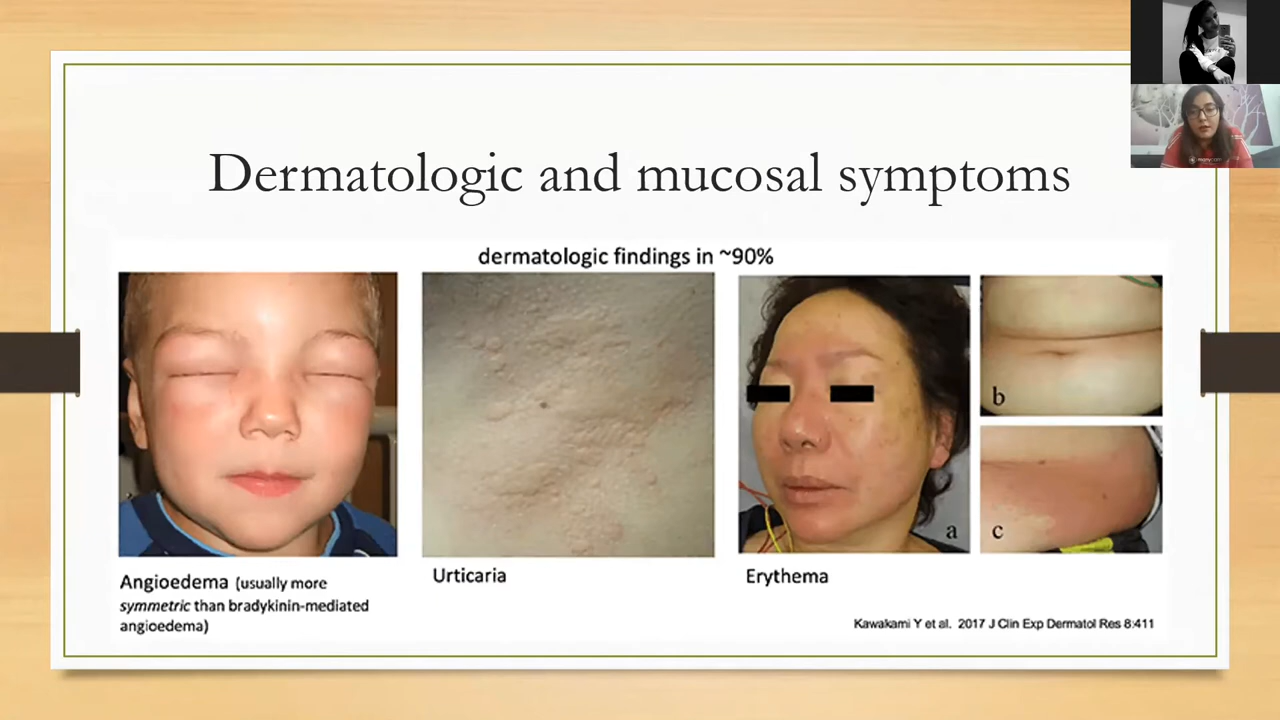 Dermatologic and mucosal symptoms
dermatologic findings in ~90%
a
b
c
Angioedema (usually more
symmetric than bradykinin-mediated
angioedema)
Urticaria
Erythema
Kawakami Y et al. 2017 J Clin Exp Dermatol Res 8:411